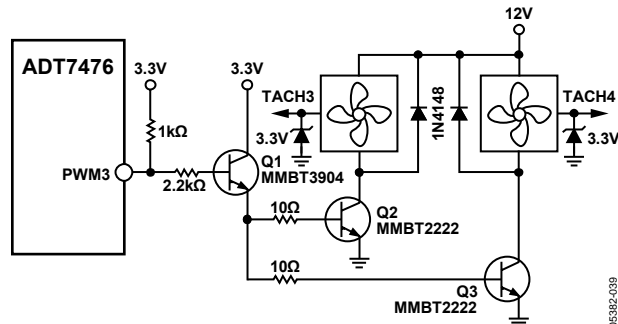 12V
ADT7476
3.3V
3.3V
TACH3
1N4148
TACH4
3.3V
3.3V
1kΩ
PWM3
2.2kΩ
Q1
MMBT3904
10Ω
Q2
MMBT2222
10Ω
Q3
MMBT2222
05382-039